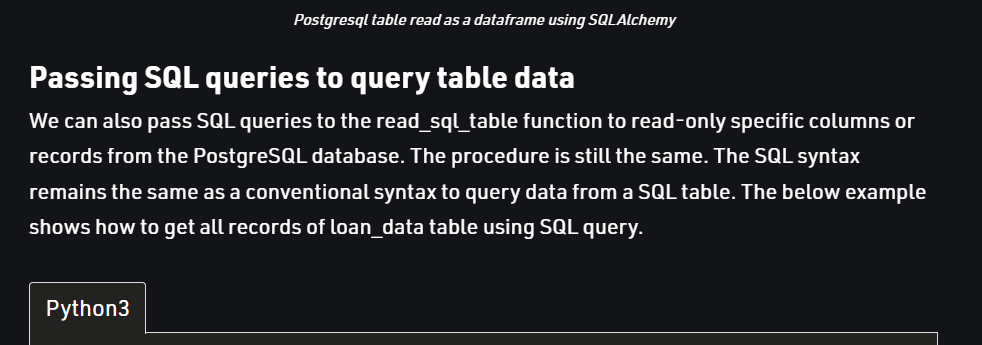 Postgresql table read as a dataframe using SQLAlchemy
Passing SQL queries to query table data
We can also pass SQL queries to the read_sql_table function to read-only specific columns or
records from the PostgreSQL database. The procedure is still the same. The SQL syntax
remains the same as a conventional syntax to query data from a SQL table. The below example
shows how to get all records of loan_data table using SQL query.
Python3